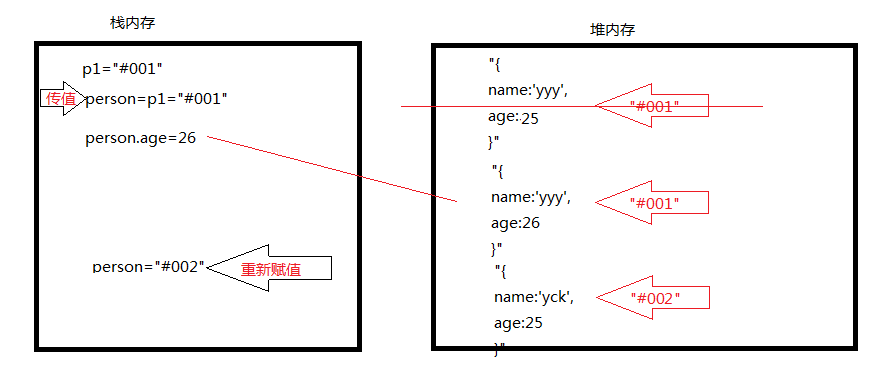 栈内存
p1="#001"
传值
person=p1="#001"
person.age=26
person="#002"
重新赋值
堆内存
"{
name:'yyy',
age:25
}"
"#001"
"{
name:'yyy',
age:26
}"
"#001"
"{
name:'yck',
age:25
}"
"#002"